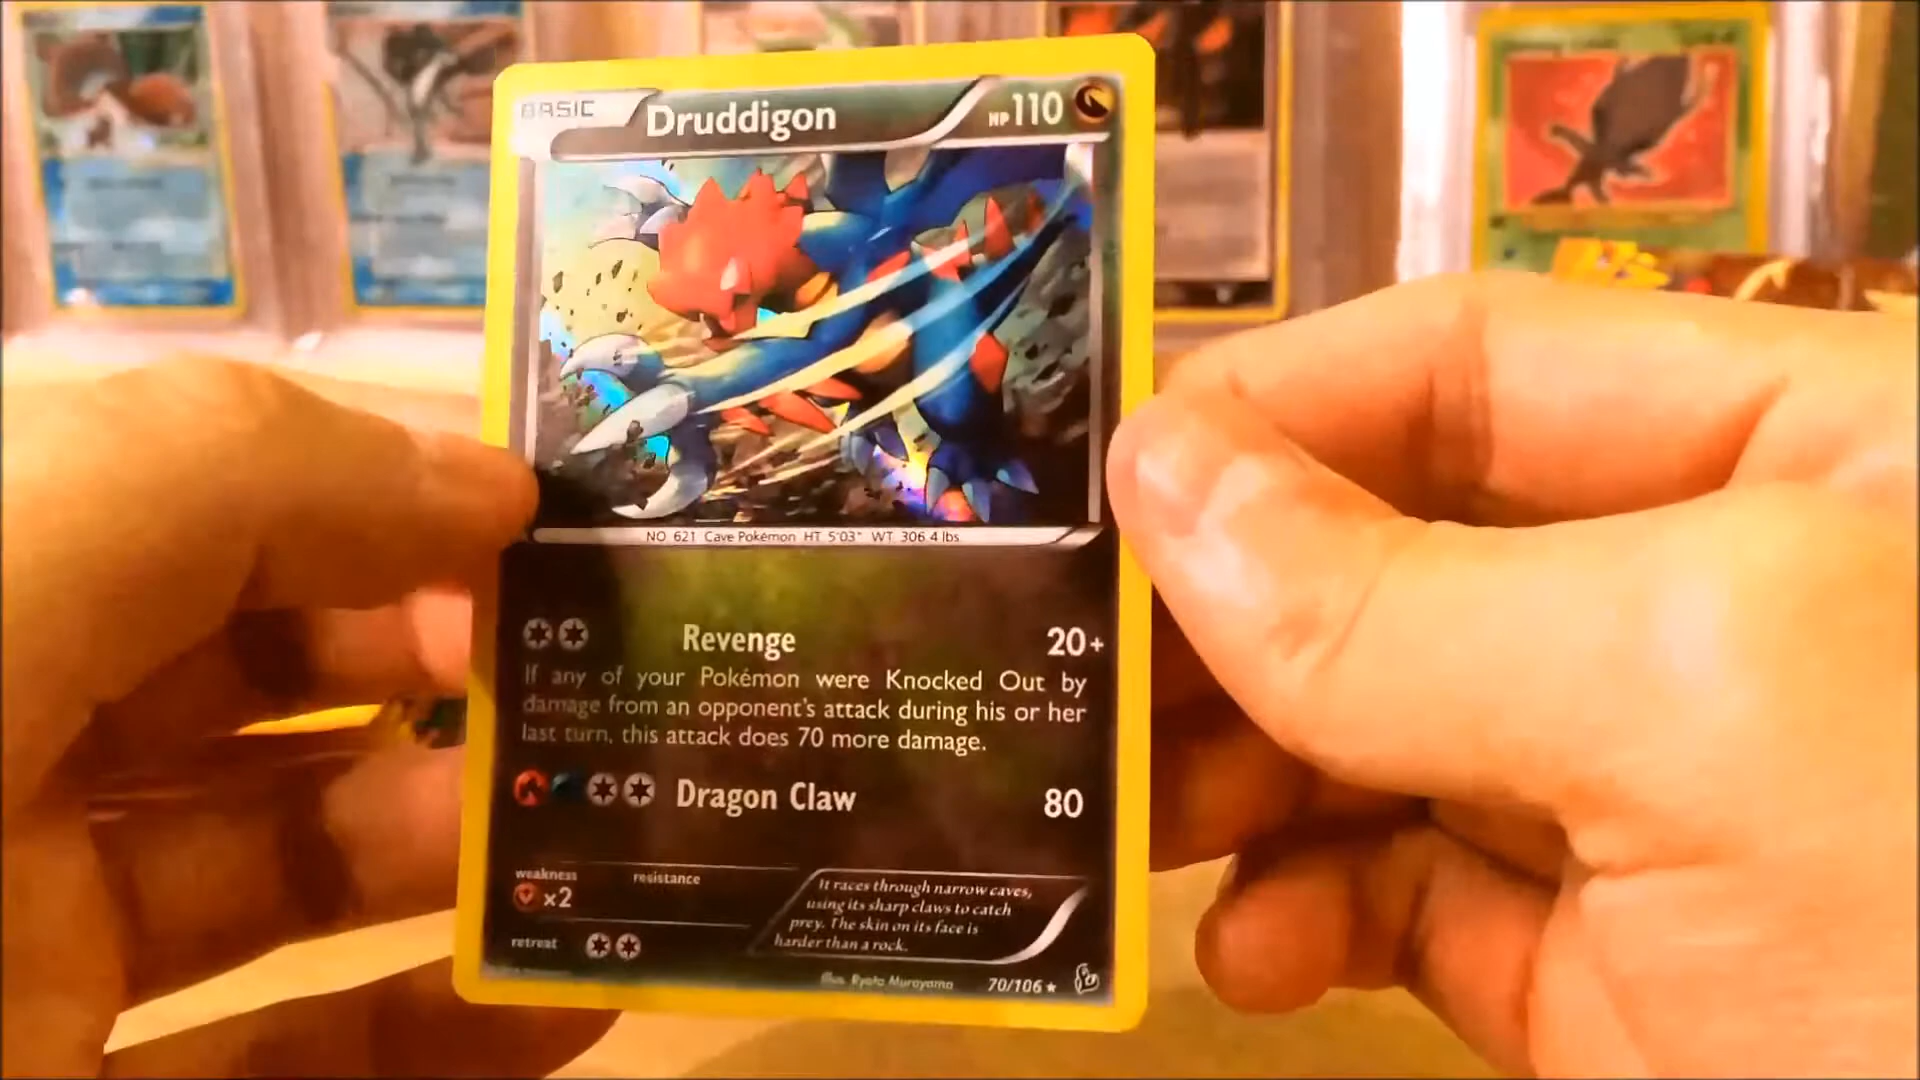 BASIC Druddigon HP110
NO. 621 Cave Pokémon HT 5'03" WT 306.4 lbs.
Revenge 20+
If any of your Pokémon were Knocked Out by
damage from an opponent's attack during his or her
last turn, this attack does 70 more damage.
Dragon Claw 80
weakness resistance
×2
It races through narrow caves,
using its sharp claws to catch
prey. The skin on its face is
harder than a rock.
retreat
Illus. Ryota Murayama 70/106